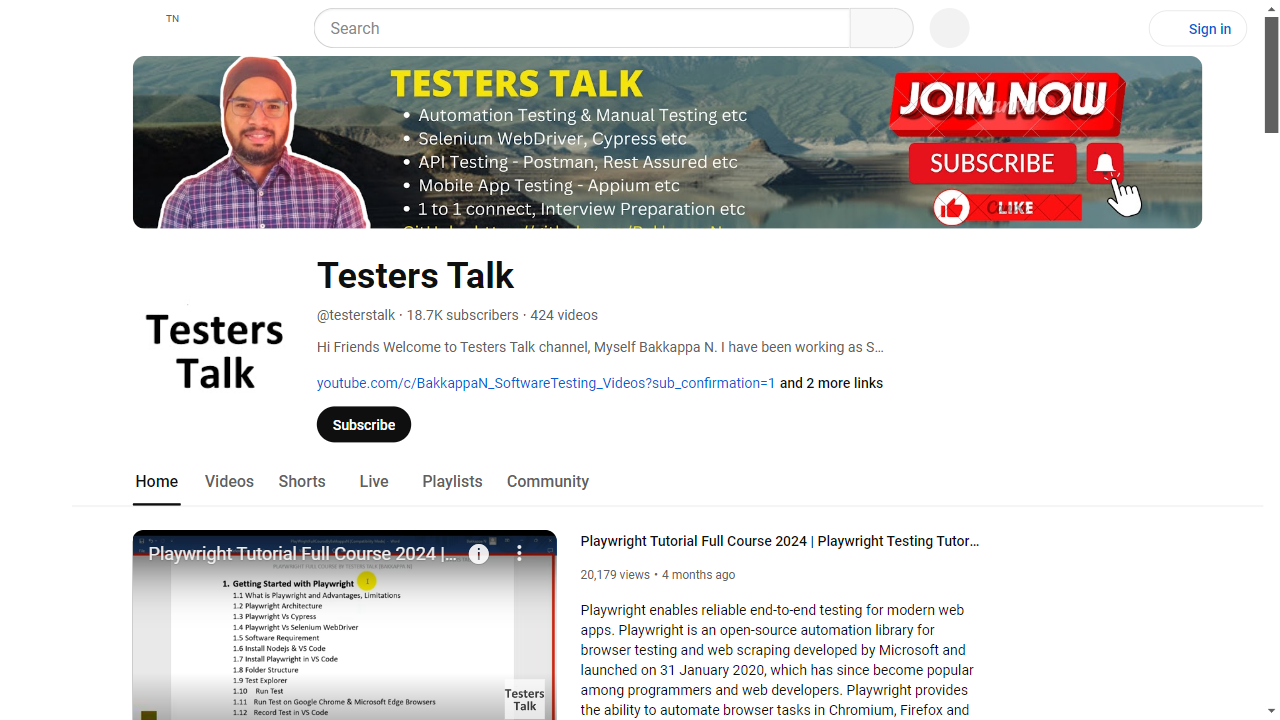 TN
Search
Sign in
TESTERS TALK
• Automation Testing & Manual Testing etc
• Selenium WebDriver, Cypress etc
• API Testing - Postman, Rest Assured etc
• Mobile App Testing - Appium etc
• 1 to 1 connect, Interview Preparation etc
JOIN NOW
SUBSCRIBE
LIKE
Testers Talk
Testers
Talk
@testerstalk · 18.7K subscribers · 424 videos
Hi Friends Welcome to Testers Talk channel, Myself Bakkappa N. I have been working as S...
youtube.com/c/BakkappaN_SoftwareTesting_Videos?sub_confirmation=1 and 2 more links
Subscribe
Home Videos Shorts Live Playlists Community
Playwright Tutorial Full Course 2024 |...
1. Getting Started with Playwright
1.1 What is Playwright and Advantages, Limitations
1.2 Playwright Architecture
1.3 Playwright Vs Cypress
1.4 Playwright Vs Selenium WebDriver
1.5 Software Requirement
1.6 Install Nodejs & VS Code
1.7 Install Playwright in VS Code
1.8 Folder Structure
1.9 Test Explorer
1.10 Run Test
1.11 Run Test on Google Chrome & Microsoft Edge Browsers
1.12 Record Test in VS Code
Testers
Talk
Playwright Tutorial Full Course 2024 | Playwright Testing Tutor...
20,179 views • 4 months ago
Playwright enables reliable end-to-end testing for modern web
apps. Playwright is an open-source automation library for
browser testing and web scraping developed by Microsoft and
launched on 31 January 2020, which has since become popular
among programmers and web developers. Playwright provides
the ability to automate browser tasks in Chromium, Firefox and